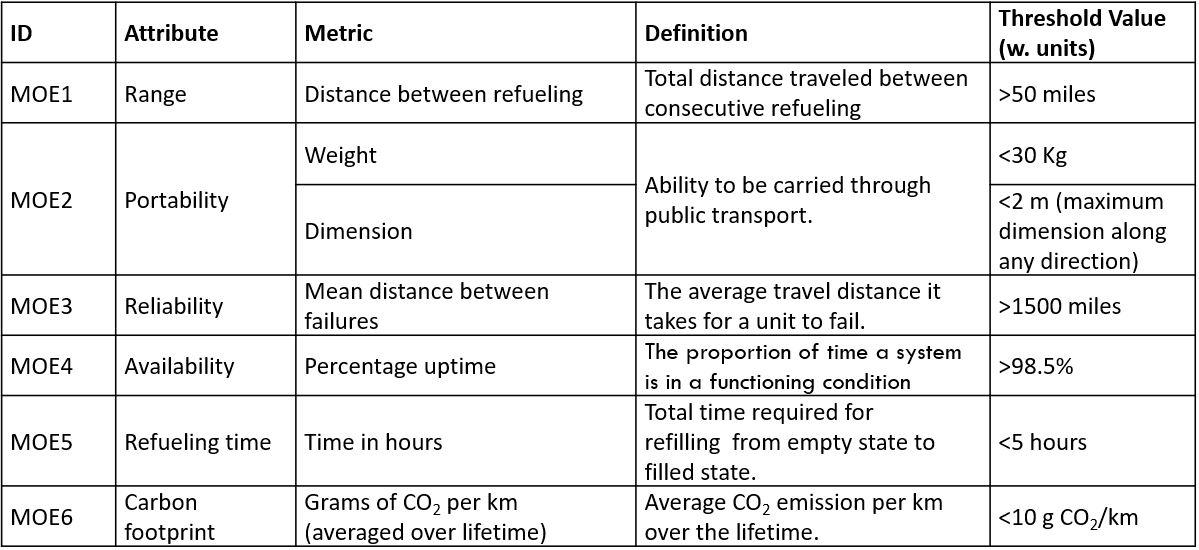 ID Attribute Metric Definition Threshold Value
(w. units)
MOE1 Range Distance between refueling Total distance traveled between
consecutive refueling >50 miles
MOE2 Portability Weight Ability to be carried through
public transport. <30 Kg
Dimension <2 m (maximum
dimension along
any direction)
MOE3 Reliability Mean distance between
failures The average travel distance it
takes for a unit to fail. >1500 miles
MOE4 Availability Percentage uptime The proportion of time a system
is in a functioning condition >98.5%
MOE5 Refueling time Time in hours Total time required for
refilling from empty state to
filled state. <5 hours
MOE6 Carbon
footprint Grams of CO₂ per km
(averaged over lifetime) Average CO₂ emission per km
over the lifetime. <10 g CO₂/km